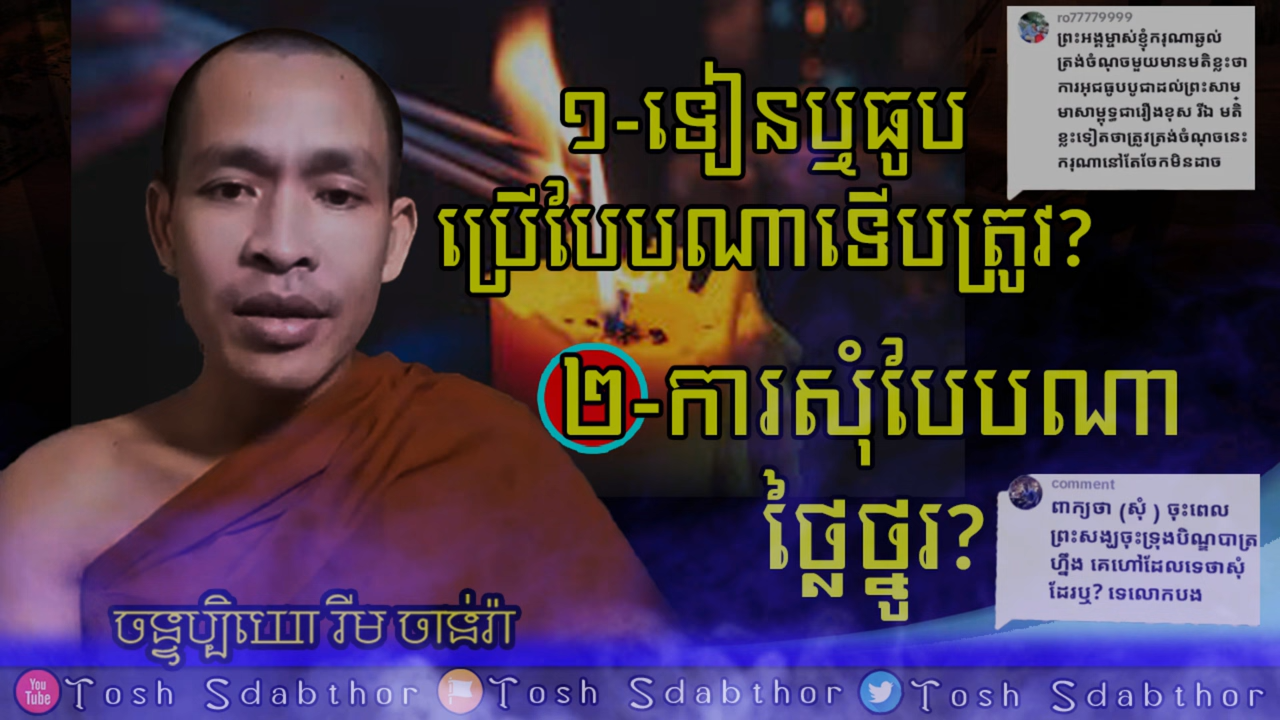 ro77779999
ព្រះអង្គម្ចាស់ខ្ញុំករុណាឆ្ងល់
ត្រង់ចំណុចមួយមានមតិខ្លះថា
ការអុជធូបបូជាដល់ព្រះសាម្
មាសាម្ពុទ្ធជារឿងខុស រីឯ មតិ៎
ខ្លះទៀតថាត្រូវត្រង់ចំណុចនេះ
ករុណានៅតែចែកមិនដាច
១-ទៀនឬធូប
ប្រើបែបណាទើបត្រូវ?
២-ការសុំបែបណា
ថ្លៃថ្នូរ?
comment
ពាក្យថា (សុំ ) ចុះពេល
ព្រះសង្ឃចុះទ្រុងបិណ្ឌបាត្រ
ហ្នឹង គេហៅដែលទេថាសុំ
ដែរឬ? ទេលោកបង
ចន្ទប្បិយោ រីម ចាន់រ៉ា
You Tube Tosh Sdabthor Tosh Sdabthor Tosh Sdabthor